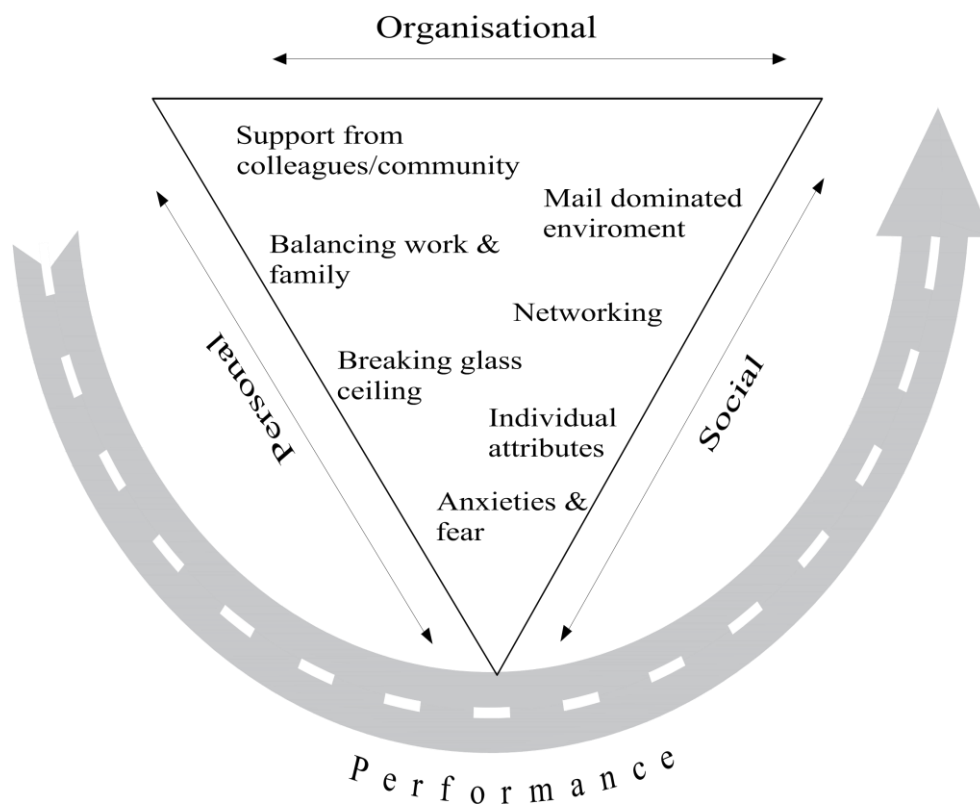 Organisational
Support from
colleagues/community
Mail dominated
enviroment
Balancing work &
family
Networking
Personal
Breaking glass
ceiling
Social
Individual
attributes
Anxieties &
fear
Performance